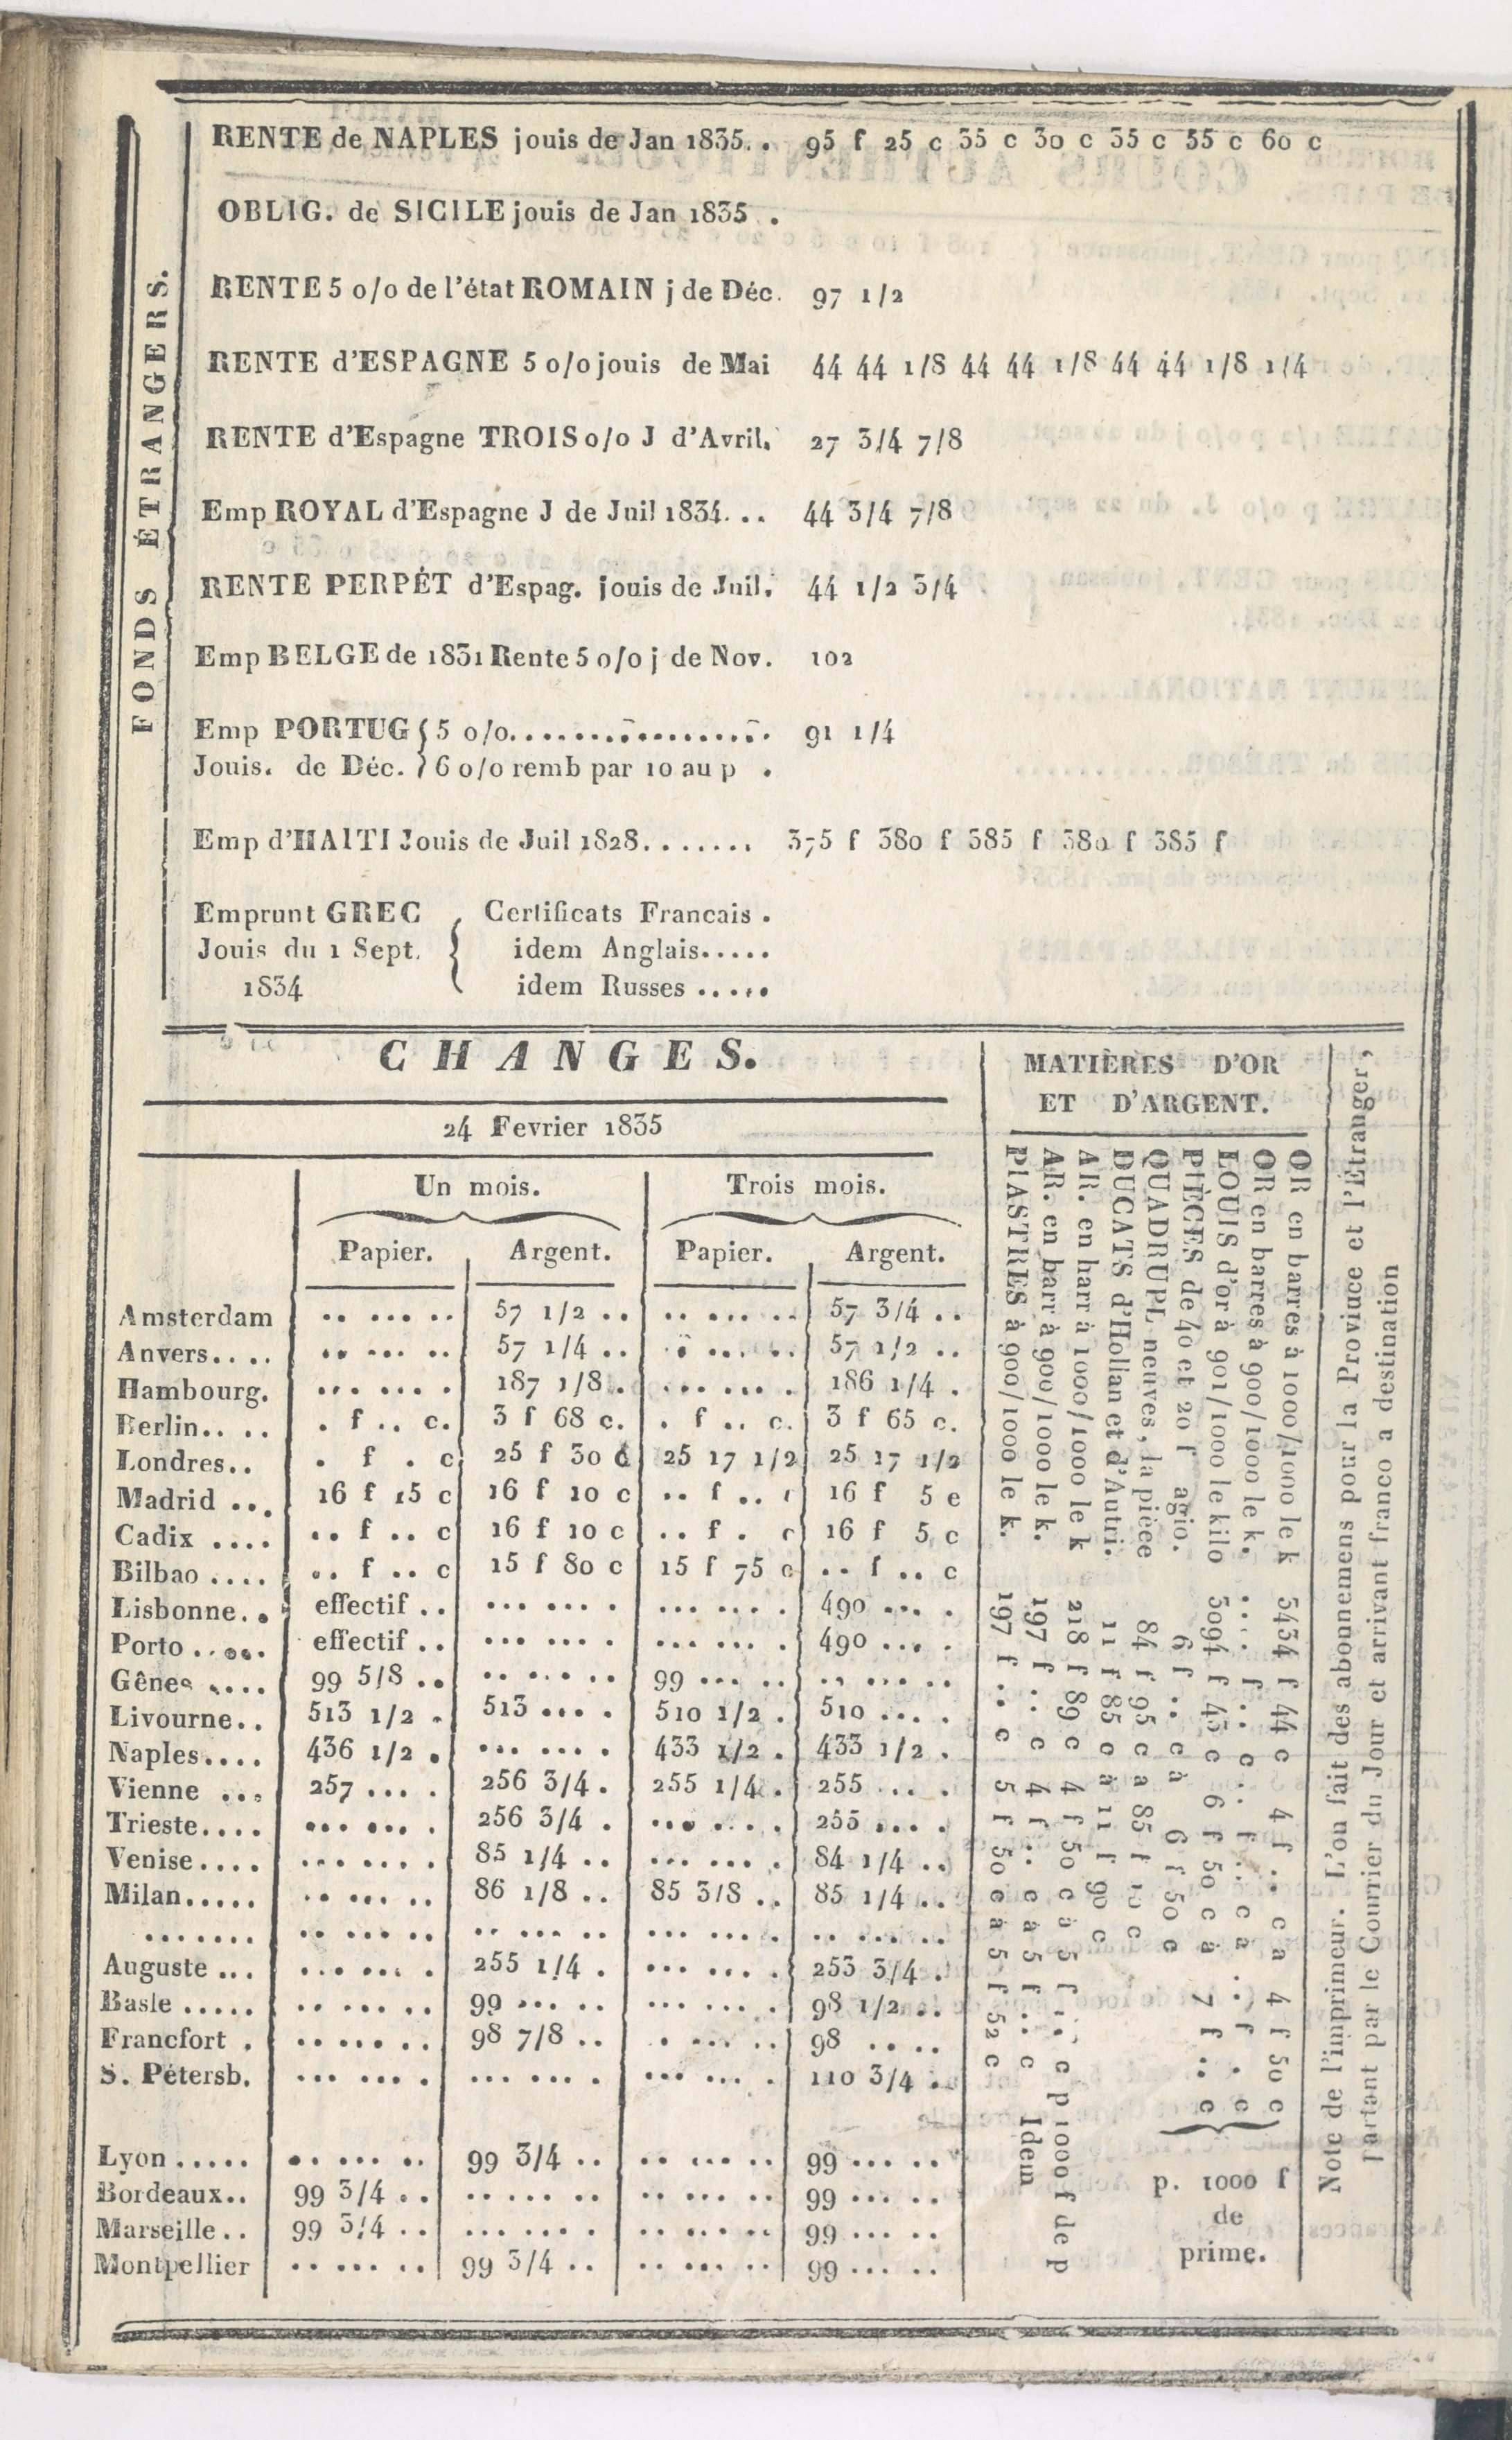 FONDS ÉTRANGERS.
RENTE de NAPLES jouis de Jan 1835. . 95 f 25 c 35 c 30 c 35 c 55 c 60 c
OBLIG. de SICILE jouis de Jan 1835 .
RENTE 5 o/o de l'état ROMAIN j de Déc. 97 1/2
RENTE d'ESPAGNE 5 o/o jouis de Mai 44 44 1/8 44 44 1/8 44 44 1/8 1/4
RENTE d'Espagne TROIS o/o J d'Avril. 27 3/4 7/8
Emp ROYAL d'Espagne J de Juil 1834. .. 44 3/4 7/8
RENTE PERPÉT d'Espag. jouis de Juil. 44 1/2 3/4
Emp BELGE de 1831 Rente 5 o/o j de Nov. 102
Emp PORTUG { 5 o/o................. 91 1/4
Jouis. de Déc. } 6 o/o remb par 10 au p .
Emp d'HAITI Jouis de Juil 1828....... 375 f 380 f 385 f 380 f 385 f
Emprunt GREC { Certificats Francais .
Jouis du 1 Sept. idem Anglais.....
1834 idem Russes .....
CHANGES.
24 Fevrier 1835
Un mois. Trois mois.
Papier. Argent. Papier. Argent.
Amsterdam .. ... .. 57 1/2 .. .. ... .. 57 3/4 ..
Anvers.. .. .. ... .. 57 1/4 .. .. ... .. 57 1/2 ..
Hambourg. ... ... . 187 1/8 . ... ... . 186 1/4 .
Berlin.. .. . f .. c. 3 f 68 c. . f .. c. 3 f 65 c.
Londres.. . f . c 25 f 30 c 25 17 1/2 25 17 1/2
Madrid ... 16 f 15 c 16 f 10 c .. f .. c 16 f 5 e
Cadix .... .. f .. c 16 f 10 c .. f . c 16 f 5 c
Bilbao .... .. f .. c 15 f 80 c 15 f 75 c .. f .. c
Lisbonne.. effectif .. ... ... . ... ... . 490 ... .
Porto ..... effectif .. ... ... . ... ... . 490 ... .
Gênes .... 99 5/8 .. .. ... .. 99 ... .. .. ... ..
Livourne.. 513 1/2 . 513 ... . 510 1/2 . 510 ... .
Naples.... 436 1/2 . ... ... . 433 1/2 . 433 1/2 .
Vienne ... 257 ... . 256 3/4 . 255 1/4 . 255 ... .
Trieste.... ... ... . 256 3/4 . ... ... . 255 ... .
Venise.... ... ... . 85 1/4 .. ... ... . 84 1/4 ..
Milan..... .. ... .. 86 1/8 .. 85 3/8 .. 85 1/4 ..
....... .. ... .. .. ... .. ... ... . .. ... ..
Auguste ... ... ... . 255 1/4 . ... ... . 253 3/4 .
Basle ..... .. ... .. 99 ... .. ... ... . 98 1/2 ..
Francfort . .. ... .. 98 7/8 .. . ... .. 98 .. ..
S. Pétersb. ... ... . ... ... . ... ... . 110 3/4 .
Lyon ..... .. ... .. 99 3/4 .. .. ... .. 99 ... ..
Bordeaux.. 99 3/4 .. .. ... .. .. ... .. 99 ... ..
Marseille.. 99 3/4 .. ... ... . .. ... .. 99 ... ..
Montpellier .. ... .. 99 3/4 .. .. ... .. 99 ... ..
MATIÈRES D'OR
ET D'ARGENT.
OR en barres à 1000/1000 le k 5434 f 44 c 4 f .. c a 4 f 50 c
OR en barres à 900/1000 le k. ... f .. c .. f .. c à .. f . c
LOUIS d'or à 901/1000 le kilo 5094 f 43 c 6 f 50 c à 7 f .. c
PIÈCES de 40 et 20 f agio. 6 f .. c à 6 f 50 c
QUADRUPL neuves, la pièce 84 f 95 c a 85 f 10 c
DUCATS d'Hollan et d'Autri. 11 f 85 c à 11 f 90 c
AR. en barr à 1000/1000 le k 218 f 89 c 4 f 50 c à 5 f .. c p 1000 f de p
AR. en barr à 900/1000 le k. 197 f .. c 4 f .. c à 5 f .. c Idem
PIASTRES à 900/1000 le k. 197 f .. c 5 f 50 c à 5 f 52 c
p. 1000 f
de
prime.
Note de l'imprimeur. L'on fait des abonnemens pour la Province et l'Étranger,
partant par le Courrier du Jour et arrivant franco a destination